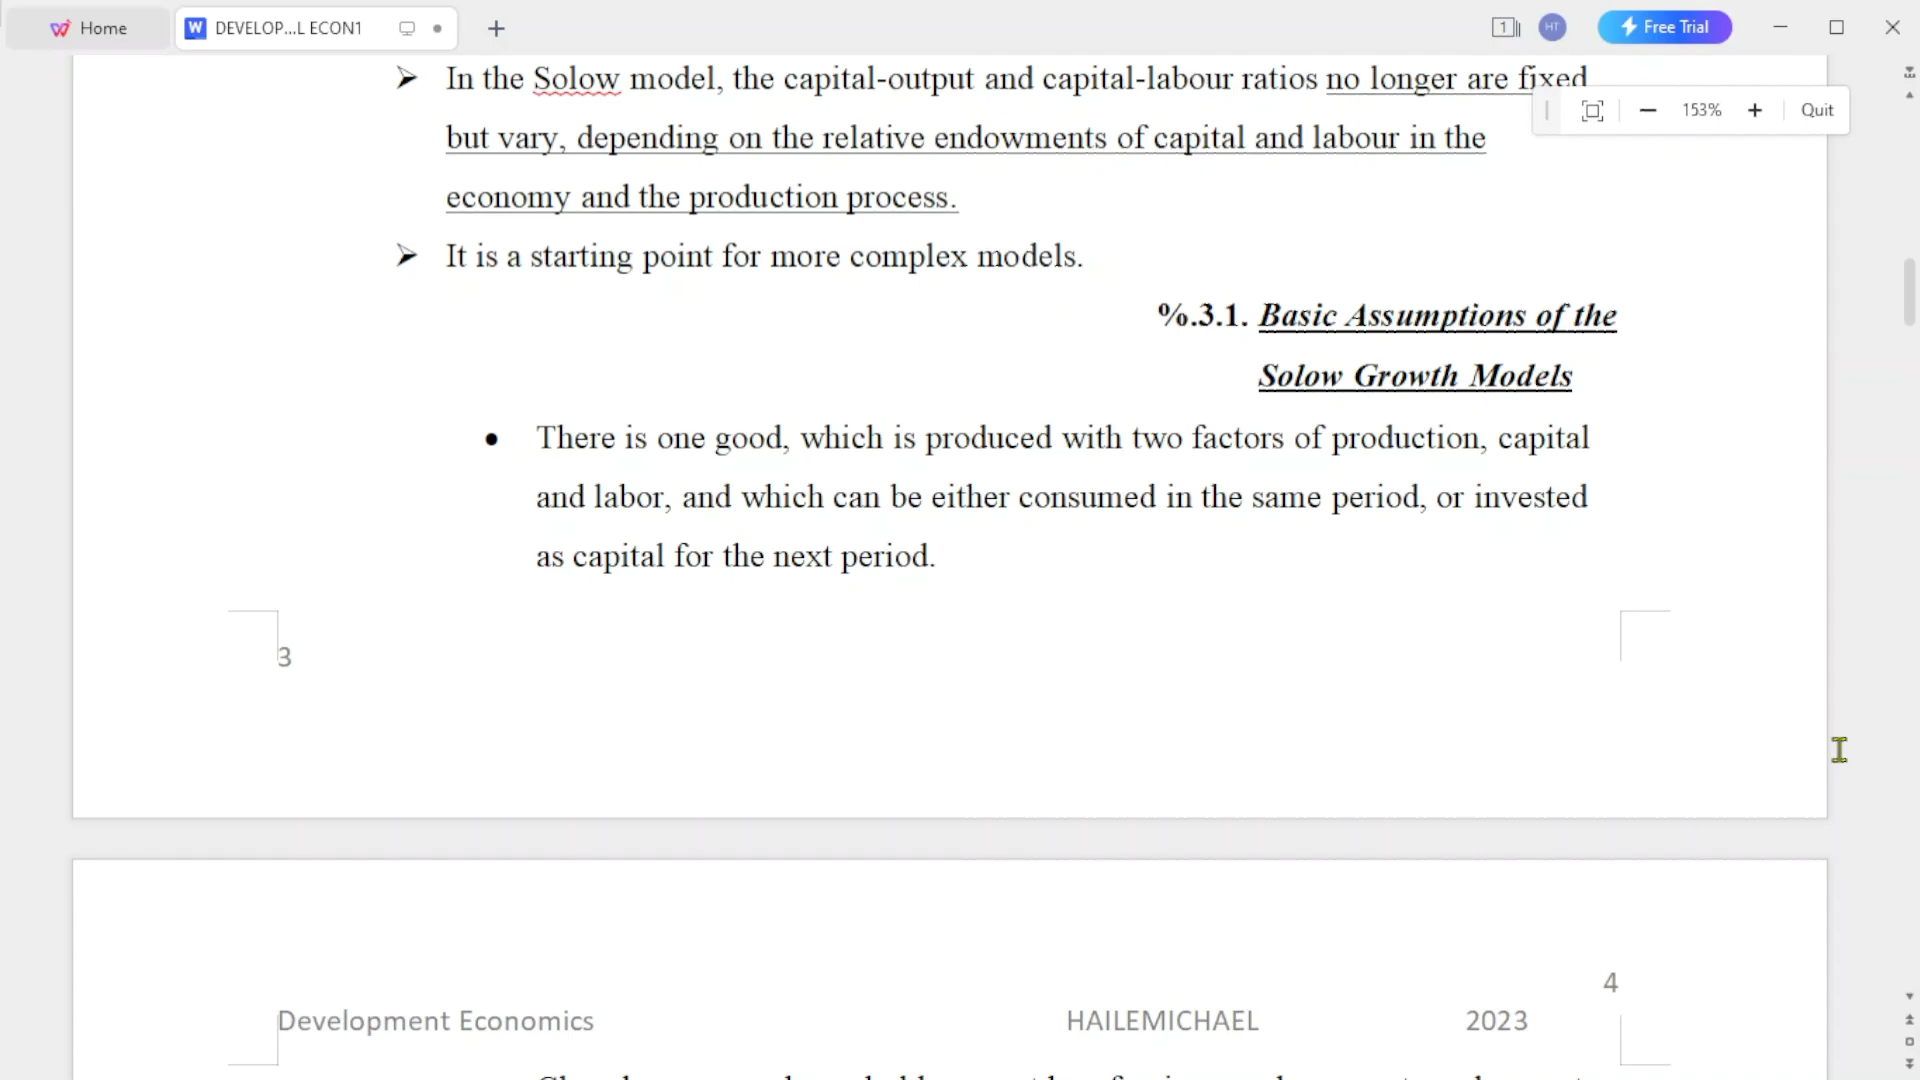 Home
DEVELOP...L ECON1
1
HT
Free Trial
➢ In the Solow model, the capital-output and capital-labour ratios no longer are fixed
153%
Quit
but vary, depending on the relative endowments of capital and labour in the
economy and the production process.
➢ It is a starting point for more complex models.
%.3.1. Basic Assumptions of the
Solow Growth Models
• There is one good, which is produced with two factors of production, capital
and labor, and which can be either consumed in the same period, or invested
as capital for the next period.
3
4
Development Economics HAILEMICHAEL 2023